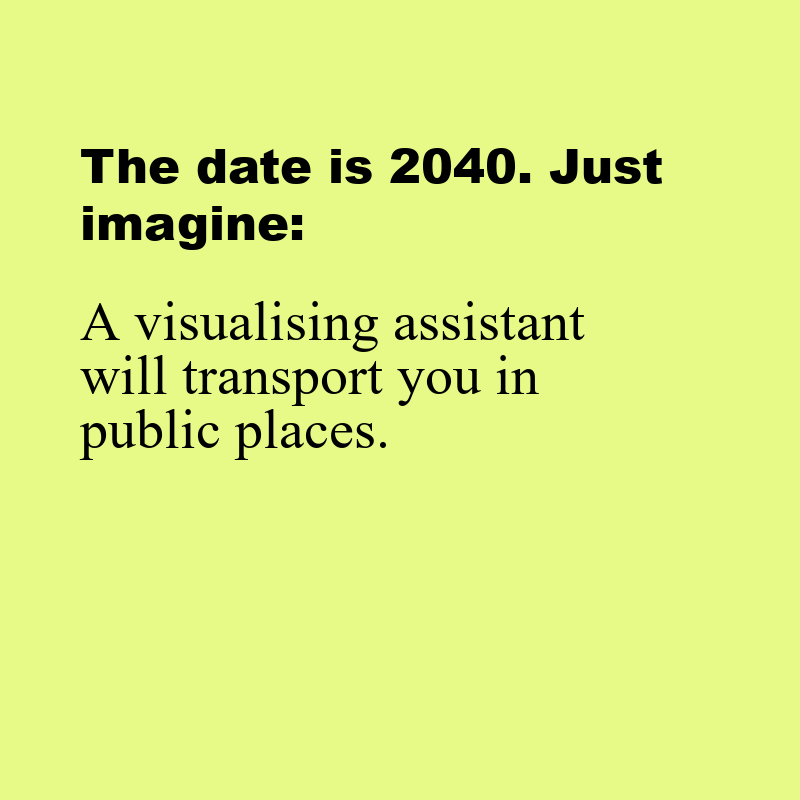 The date is 2040. Just
imagine:
A visualising assistant
will transport you in
public places.